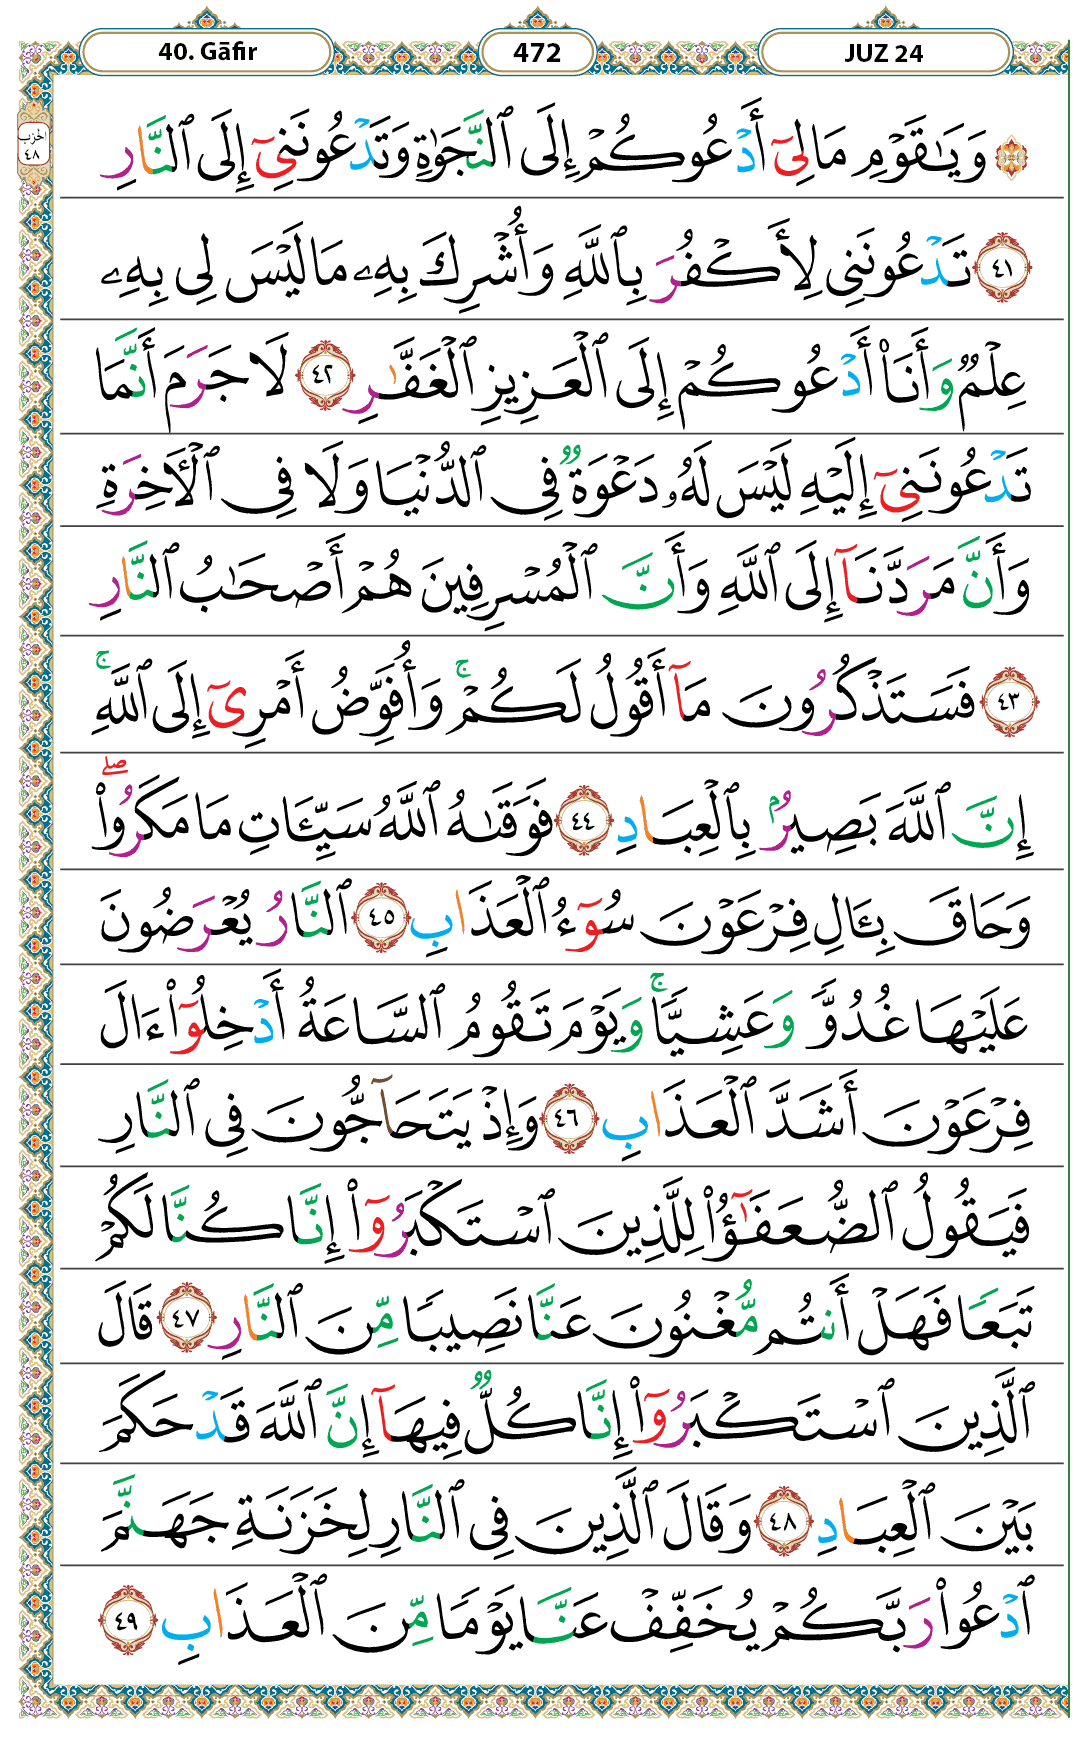 40. Gāfir
472
JUZ 24
الحزب
٤٨
وَيَٰقَوۡمِ مَالِيٓ أَدۡعُوكُمۡ إِلَى ٱلنَّجَوٰةِ وَتَدۡعُونَنِيٓ إِلَى ٱلنَّارِ
٤١ تَدۡعُونَنِي لِأَكۡفُرَ بِٱللَّهِ وَأُشۡرِكَ بِهِۦ مَا لَيۡسَ لِي بِهِۦ
عِلۡمٞ وَأَنَا۠ أَدۡعُوكُمۡ إِلَى ٱلۡعَزِيزِ ٱلۡغَفَّٰرِ ٤٢ لَا جَرَمَ أَنَّمَا
تَدۡعُونَنِيٓ إِلَيۡهِ لَيۡسَ لَهُۥ دَعۡوَةٞ فِي ٱلدُّنۡيَا وَلَا فِي ٱلۡأٓخِرَةِ
وَأَنَّ مَرَدَّنَآ إِلَى ٱللَّهِ وَأَنَّ ٱلۡمُسۡرِفِينَ هُمۡ أَصۡحَٰبُ ٱلنَّارِ
٤٣ فَسَتَذۡكُرُونَ مَآ أَقُولُ لَكُمۡۚ وَأُفَوِّضُ أَمۡرِيٓ إِلَى ٱللَّهِۚ
إِنَّ ٱللَّهَ بَصِيرُۢ بِٱلۡعِبَادِ ٤٤ فَوَقَىٰهُ ٱللَّهُ سَيِّـَٔاتِ مَا مَكَرُواْۖ
وَحَاقَ بِـَٔالِ فِرۡعَوۡنَ سُوٓءُ ٱلۡعَذَابِ ٤٥ ٱلنَّارُ يُعۡرَضُونَ
عَلَيۡهَا غُدُوّٗا وَعَشِيّٗاۚ وَيَوۡمَ تَقُومُ ٱلسَّاعَةُ أَدۡخِلُوٓاْ ءَالَ
فِرۡعَوۡنَ أَشَدَّ ٱلۡعَذَابِ ٤٦ وَإِذۡ يَتَحَآجُّونَ فِي ٱلنَّارِ
فَيَقُولُ ٱلضُّعَفَٰٓؤُاْ لِلَّذِينَ ٱسۡتَكۡبَرُوٓاْ إِنَّا كُنَّا لَكُمۡ
تَبَعٗا فَهَلۡ أَنتُم مُّغۡنُونَ عَنَّا نَصِيبٗا مِّنَ ٱلنَّارِ ٤٧ قَالَ
ٱلَّذِينَ ٱسۡتَكۡبَرُوٓاْ إِنَّا كُلّٞ فِيهَآ إِنَّ ٱللَّهَ قَدۡ حَكَمَ
بَيۡنَ ٱلۡعِبَادِ ٤٨ وَقَالَ ٱلَّذِينَ فِي ٱلنَّارِ لِخَزَنَةِ جَهَنَّمَ
ٱدۡعُواْ رَبَّكُمۡ يُخَفِّفۡ عَنَّا يَوۡمٗا مِّنَ ٱلۡعَذَابِ ٤٩